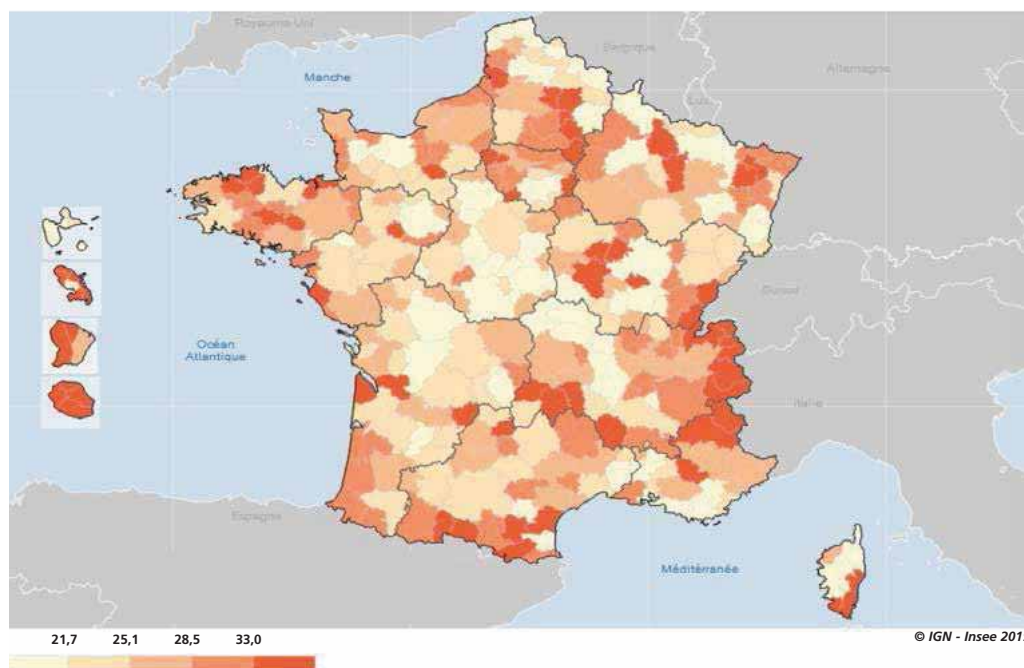 Royaume-Uni
Belgique
Manche
Allemagne
Lux.
Suisse
Océan
Atlantique
Italie
Espagne
Méditérranée
21,7 25,1 28,5 33,0
© IGN - Insee 201